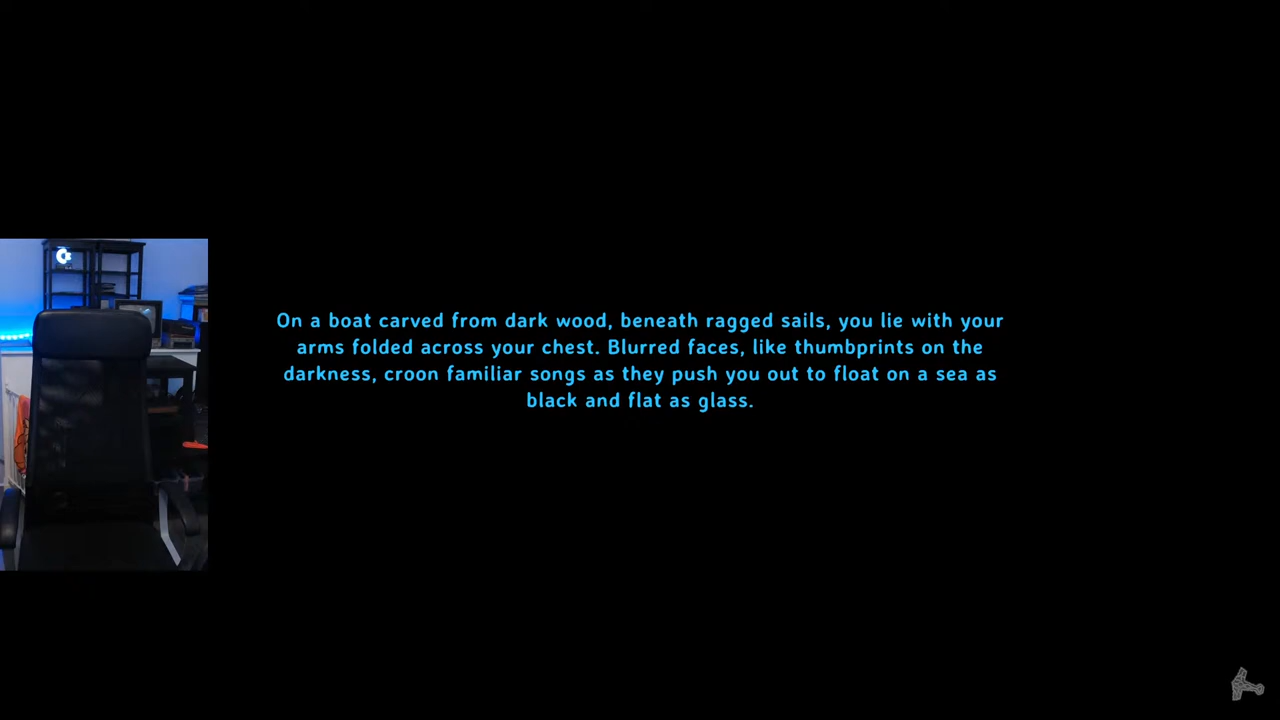 On a boat carved from dark wood, beneath ragged sails, you lie with your
arms folded across your chest. Blurred faces, like thumbprints on the
darkness, croon familiar songs as they push you out to float on a sea as
black and flat as glass.